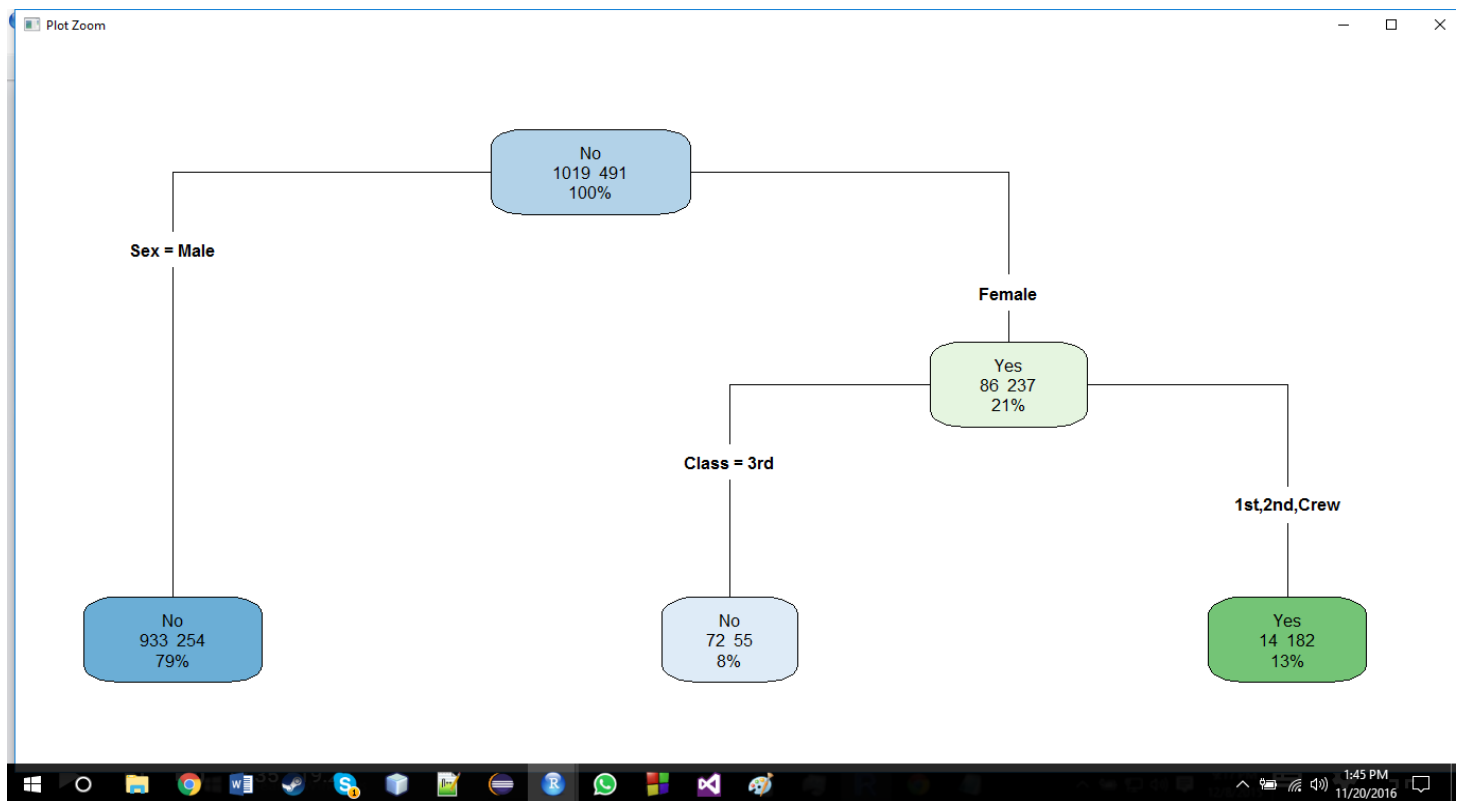 Plot Zoom
No
1019 491
100%
Sex = Male
Female
Yes
86 237
21%
Class = 3rd
1st,2nd,Crew
No
933 254
79%
No
72 55
8%
Yes
14 182
13%
1:45 PM
11/20/2016